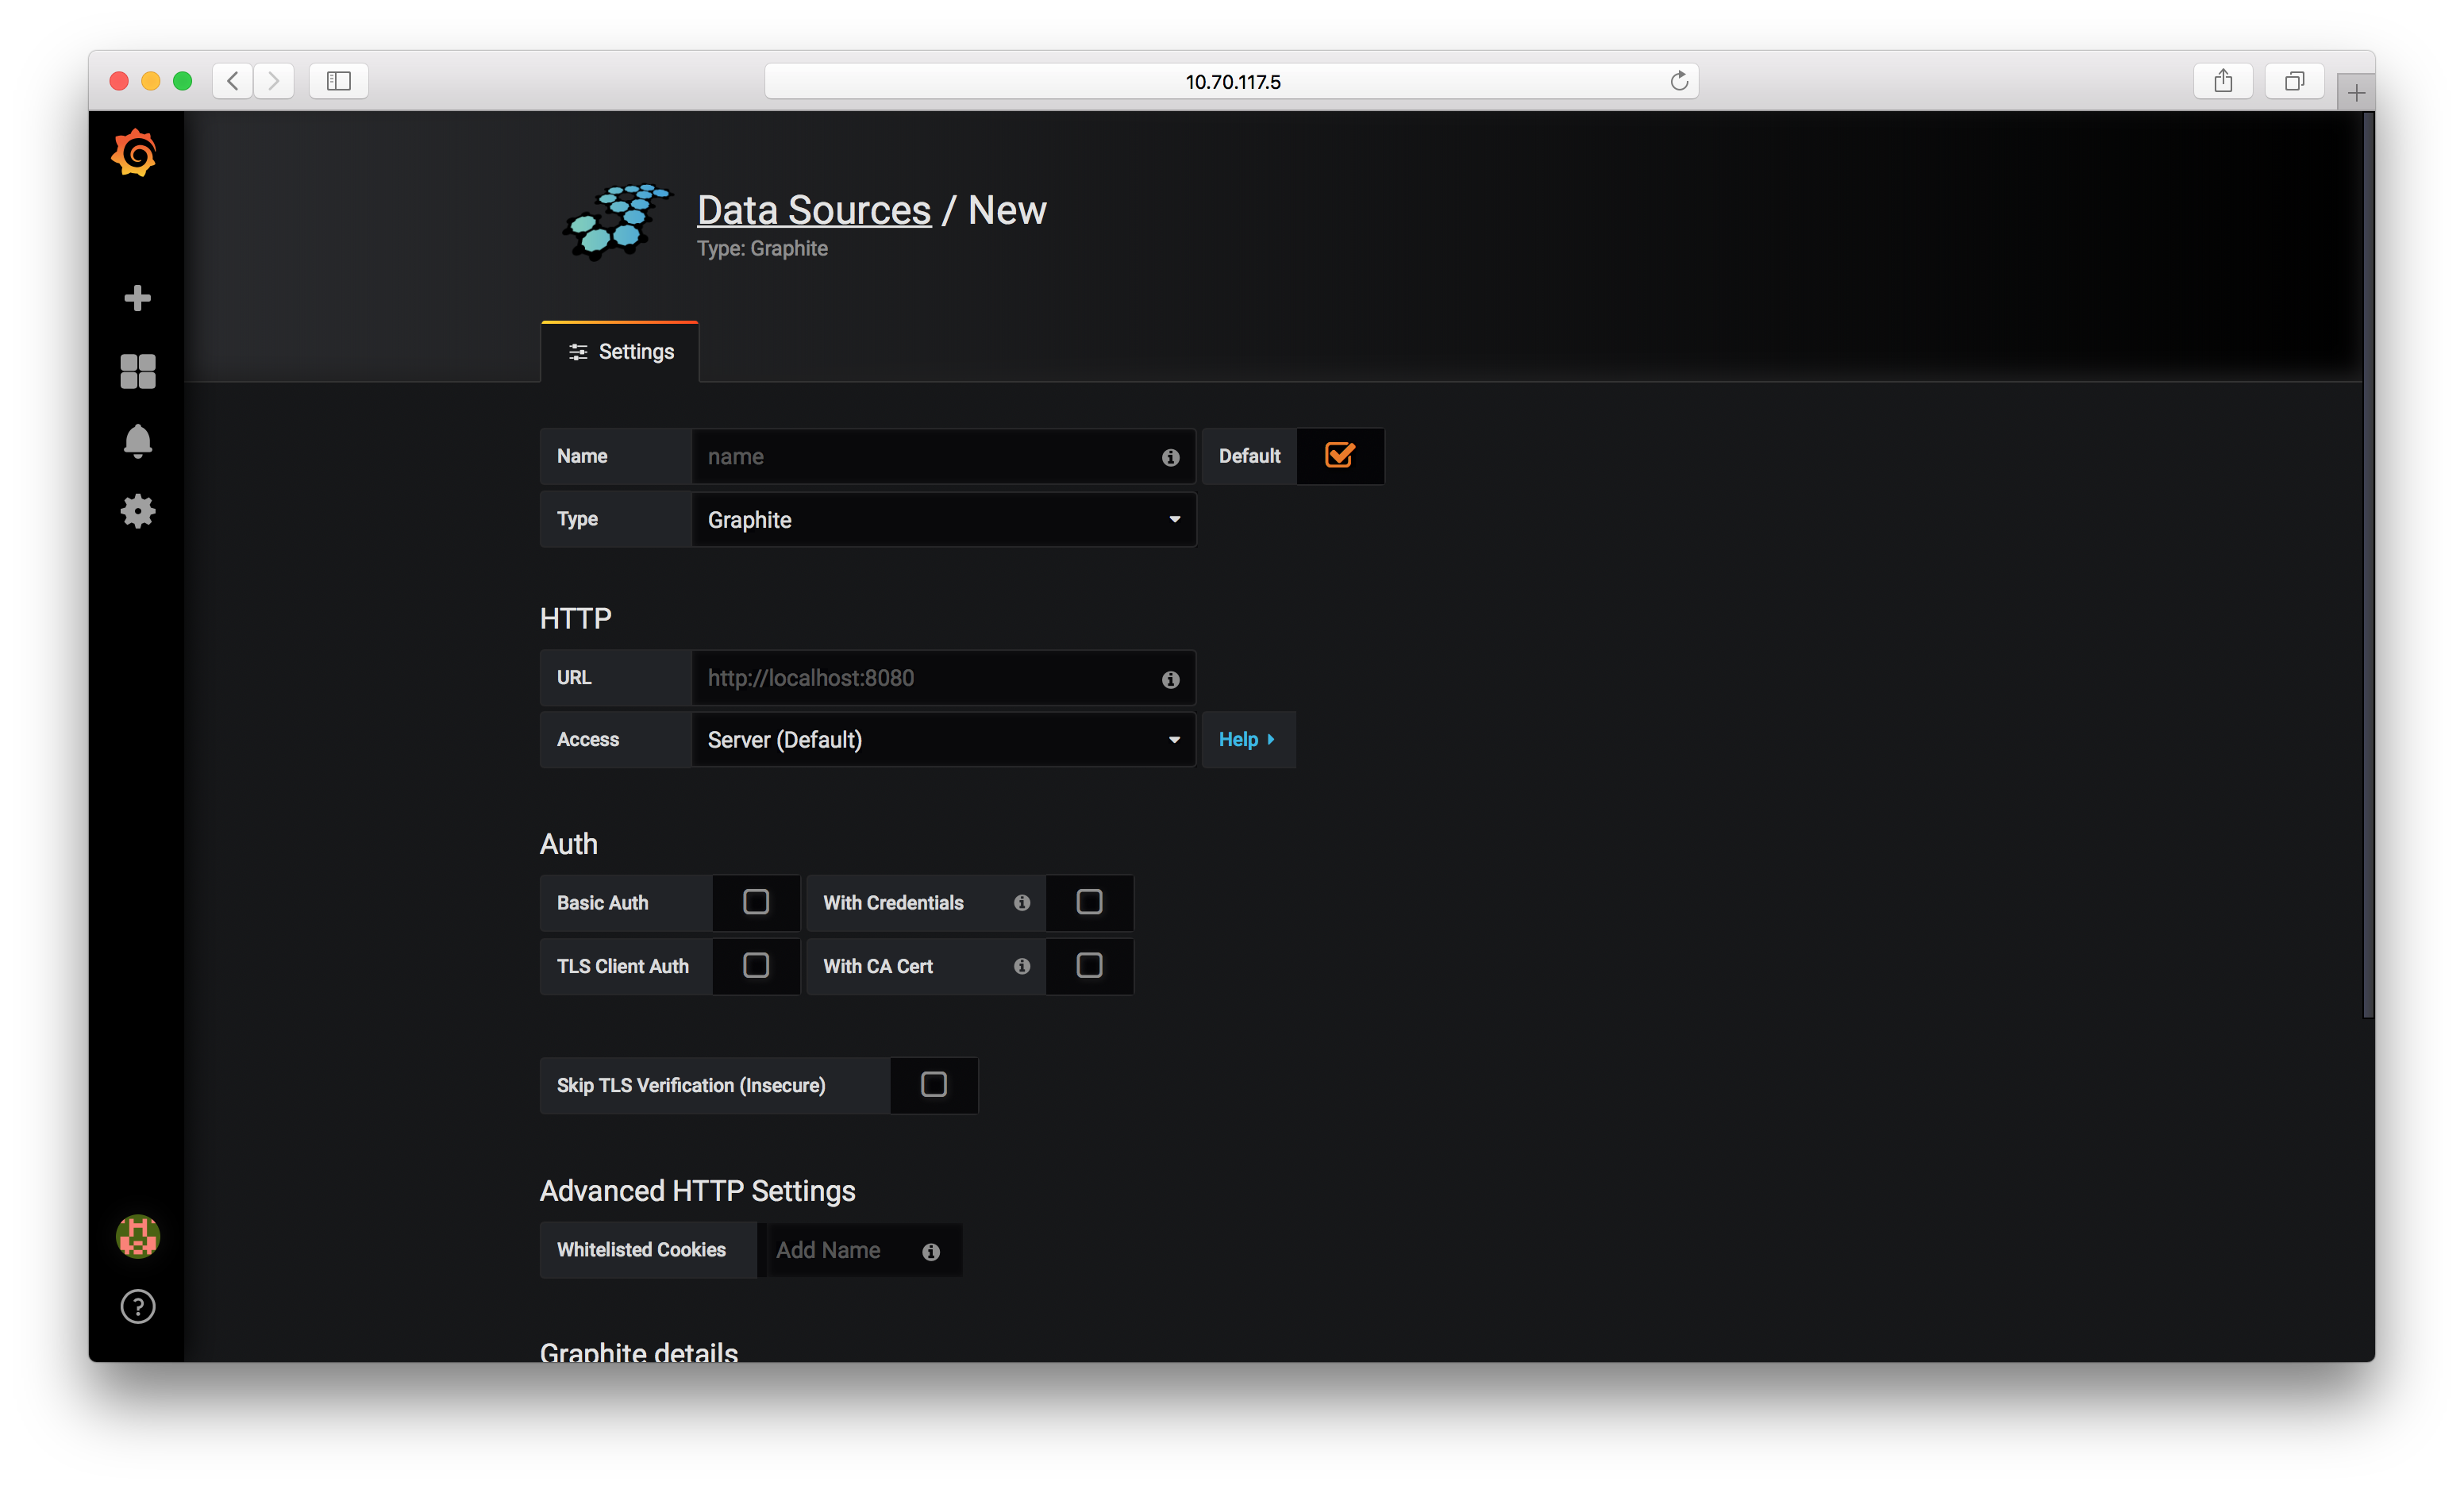 10.70.117.5
Data Sources / New
Type: Graphite
Settings
Name name Default
Type Graphite
HTTP
URL http://localhost:8080
Access Server (Default) Help
Auth
Basic Auth With Credentials
TLS Client Auth With CA Cert
Skip TLS Verification (Insecure)
Advanced HTTP Settings
Whitelisted Cookies Add Name
Graphite details